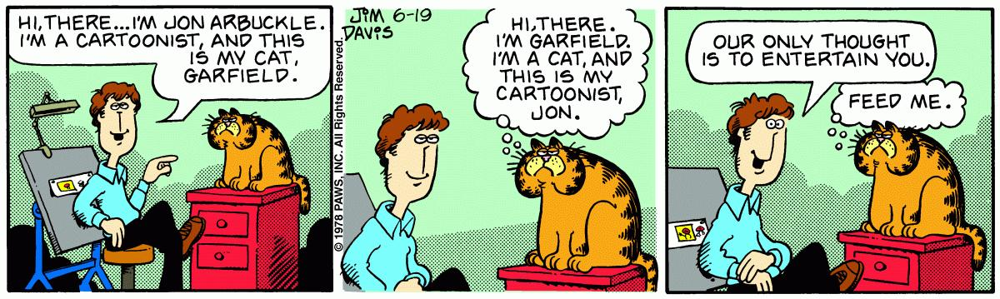 HI, THERE...I'M JON ARBUCKLE.
I'M A CARTOONIST, AND THIS
IS MY CAT,
GARFIELD.
© 1978 PAWS, INC. All Rights Reserved.
JIM 6-19
DAVIS
HI, THERE.
I'M GARFIELD.
I'M A CAT, AND
THIS IS MY
CARTOONIST,
JON.
OUR ONLY THOUGHT
IS TO ENTERTAIN YOU.
FEED ME.